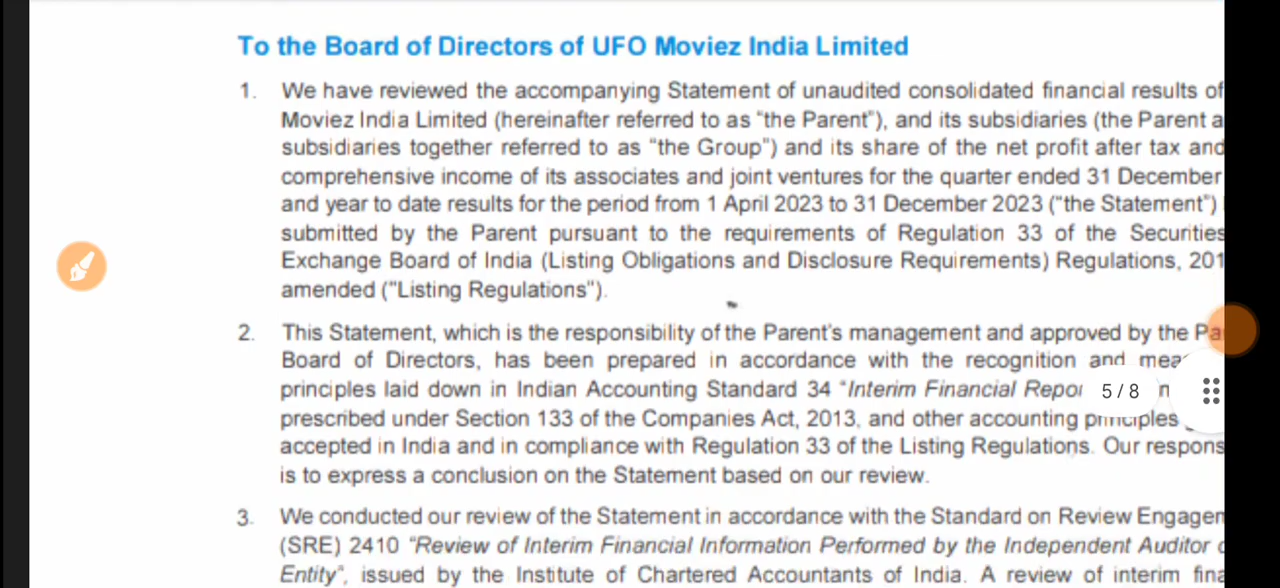 To the Board of Directors of UFO Moviez India Limited
1. We have reviewed the accompanying Statement of unaudited consolidated financial results of
Moviez India Limited (hereinafter referred to as "the Parent"), and its subsidiaries (the Parent a
subsidiaries together referred to as "the Group") and its share of the net profit after tax and
comprehensive income of its associates and joint ventures for the quarter ended 31 December
and year to date results for the period from 1 April 2023 to 31 December 2023 ("the Statement")
submitted by the Parent pursuant to the requirements of Regulation 33 of the Securities
Exchange Board of India (Listing Obligations and Disclosure Requirements) Regulations, 201
amended ("Listing Regulations").
2. This Statement, which is the responsibility of the Parent's management and approved by the Pa
Board of Directors, has been prepared in accordance with the recognition and mea
principles laid down in Indian Accounting Standard 34 "Interim Financial Repor
5 / 8
prescribed under Section 133 of the Companies Act, 2013, and other accounting principles
accepted in India and in compliance with Regulation 33 of the Listing Regulations. Our respons
is to express a conclusion on the Statement based on our review.
3. We conducted our review of the Statement in accordance with the Standard on Review Engagen
(SRE) 2410 "Review of Interim Financial Information Performed by the Independent Auditor
Entity", issued by the Institute of Chartered Accountants of India. A review of interim fina